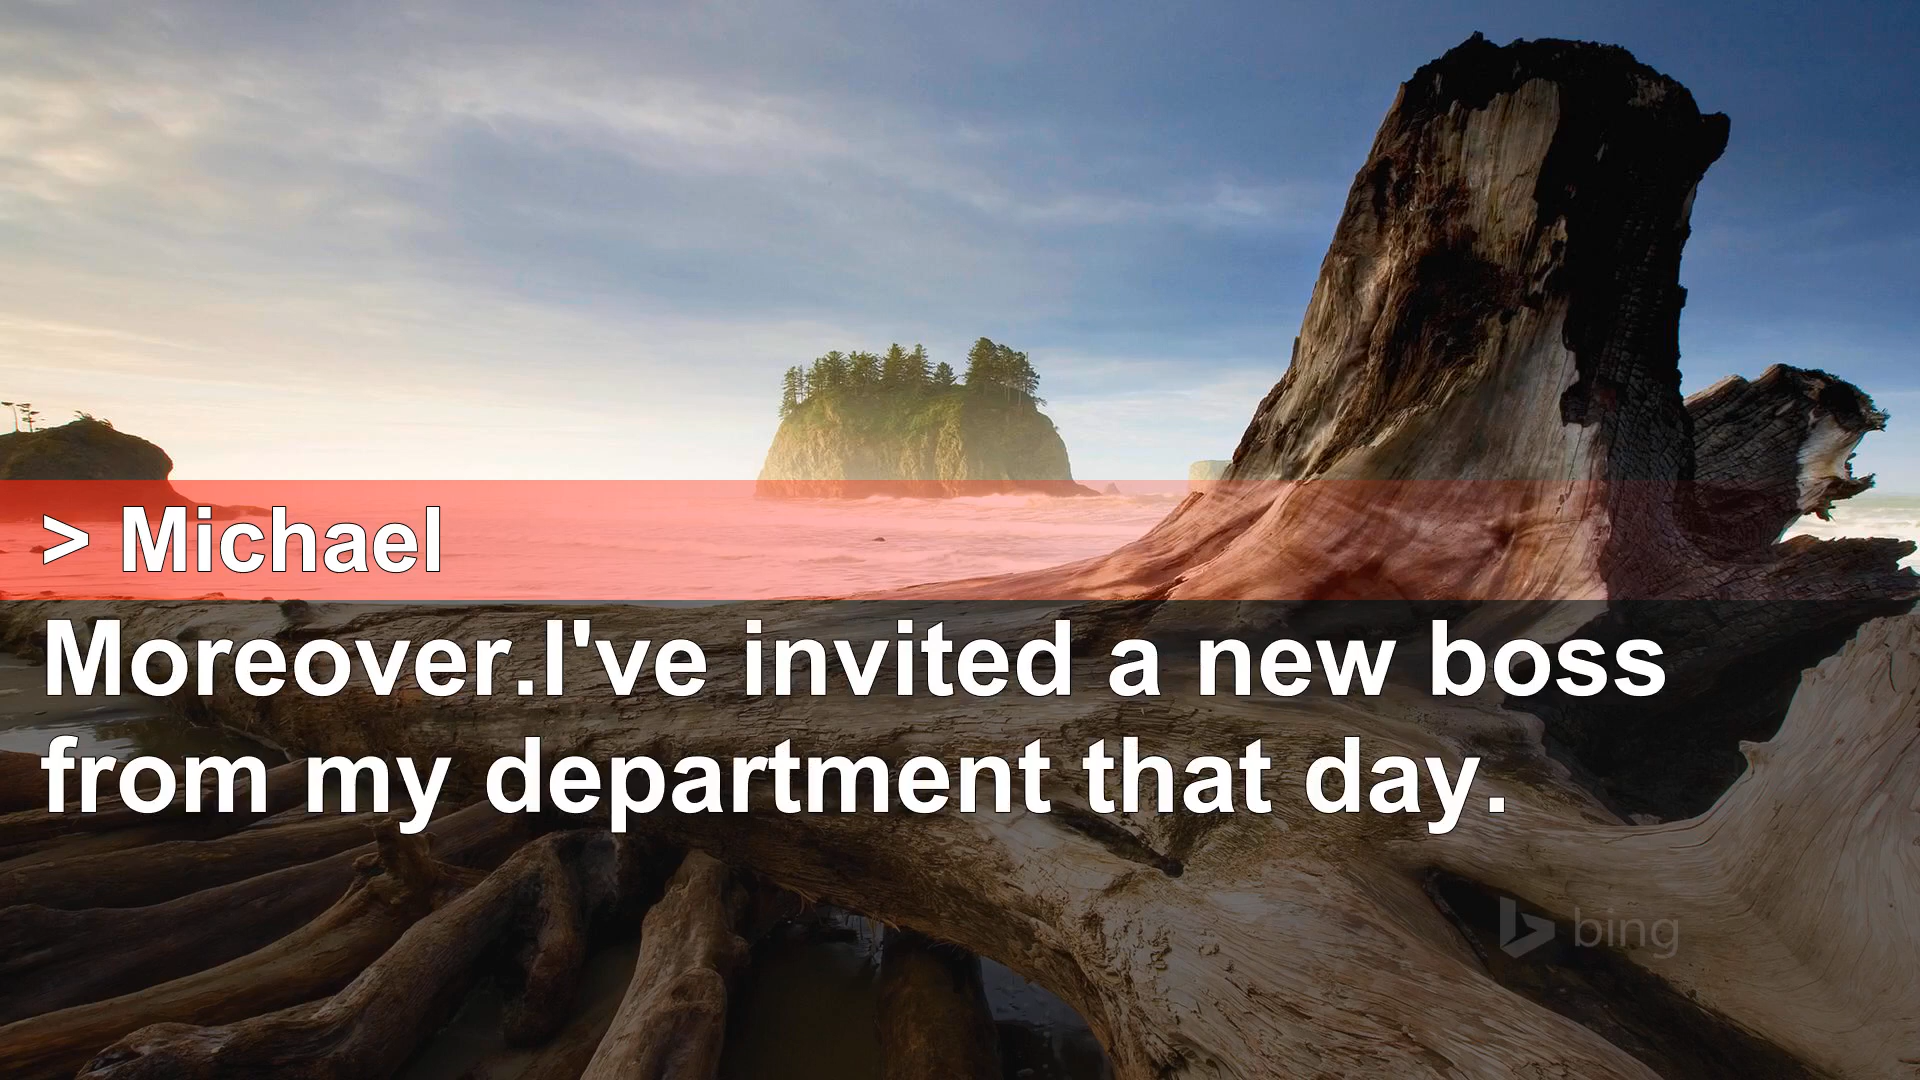 > Michael
Moreover.I've invited a new boss
from my department that day.
bing